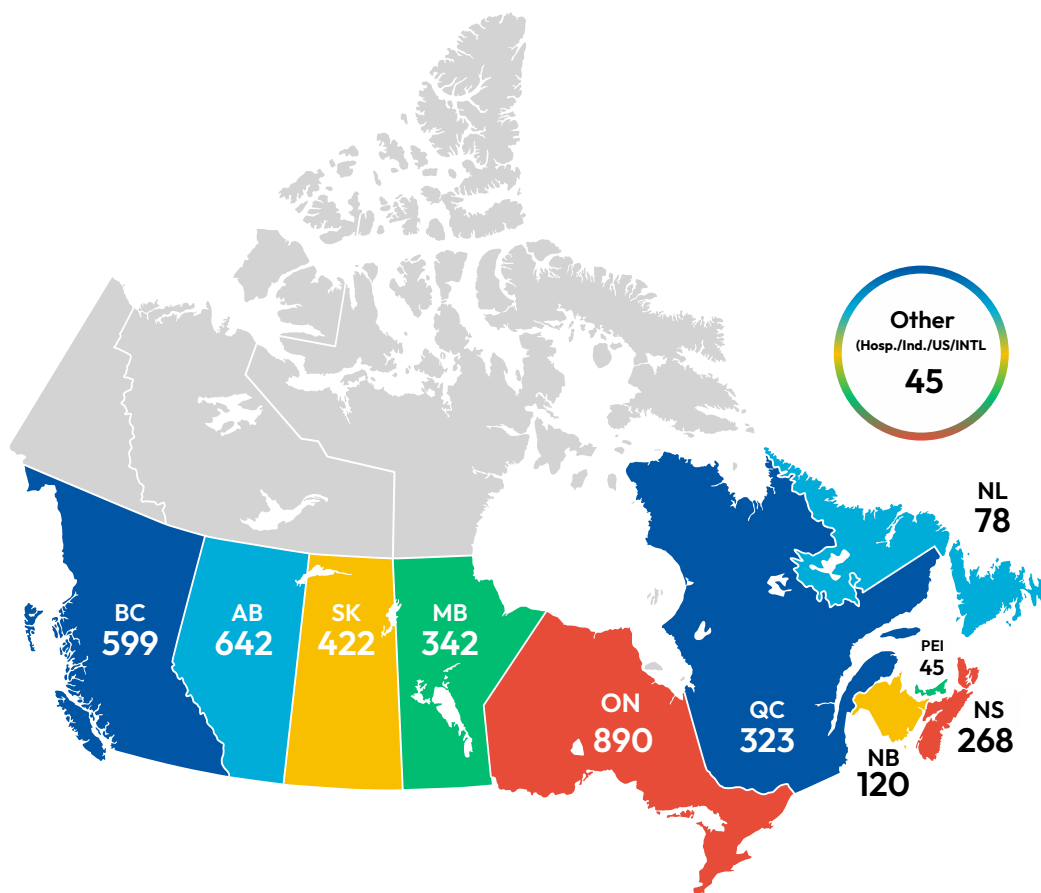 Other
(Hosp./Ind./US/INTL
45
NL
78
BC
599
AB
642
SK
422
MB
342
ON
890
QC
323
PEI
45
NS
268
NB
120